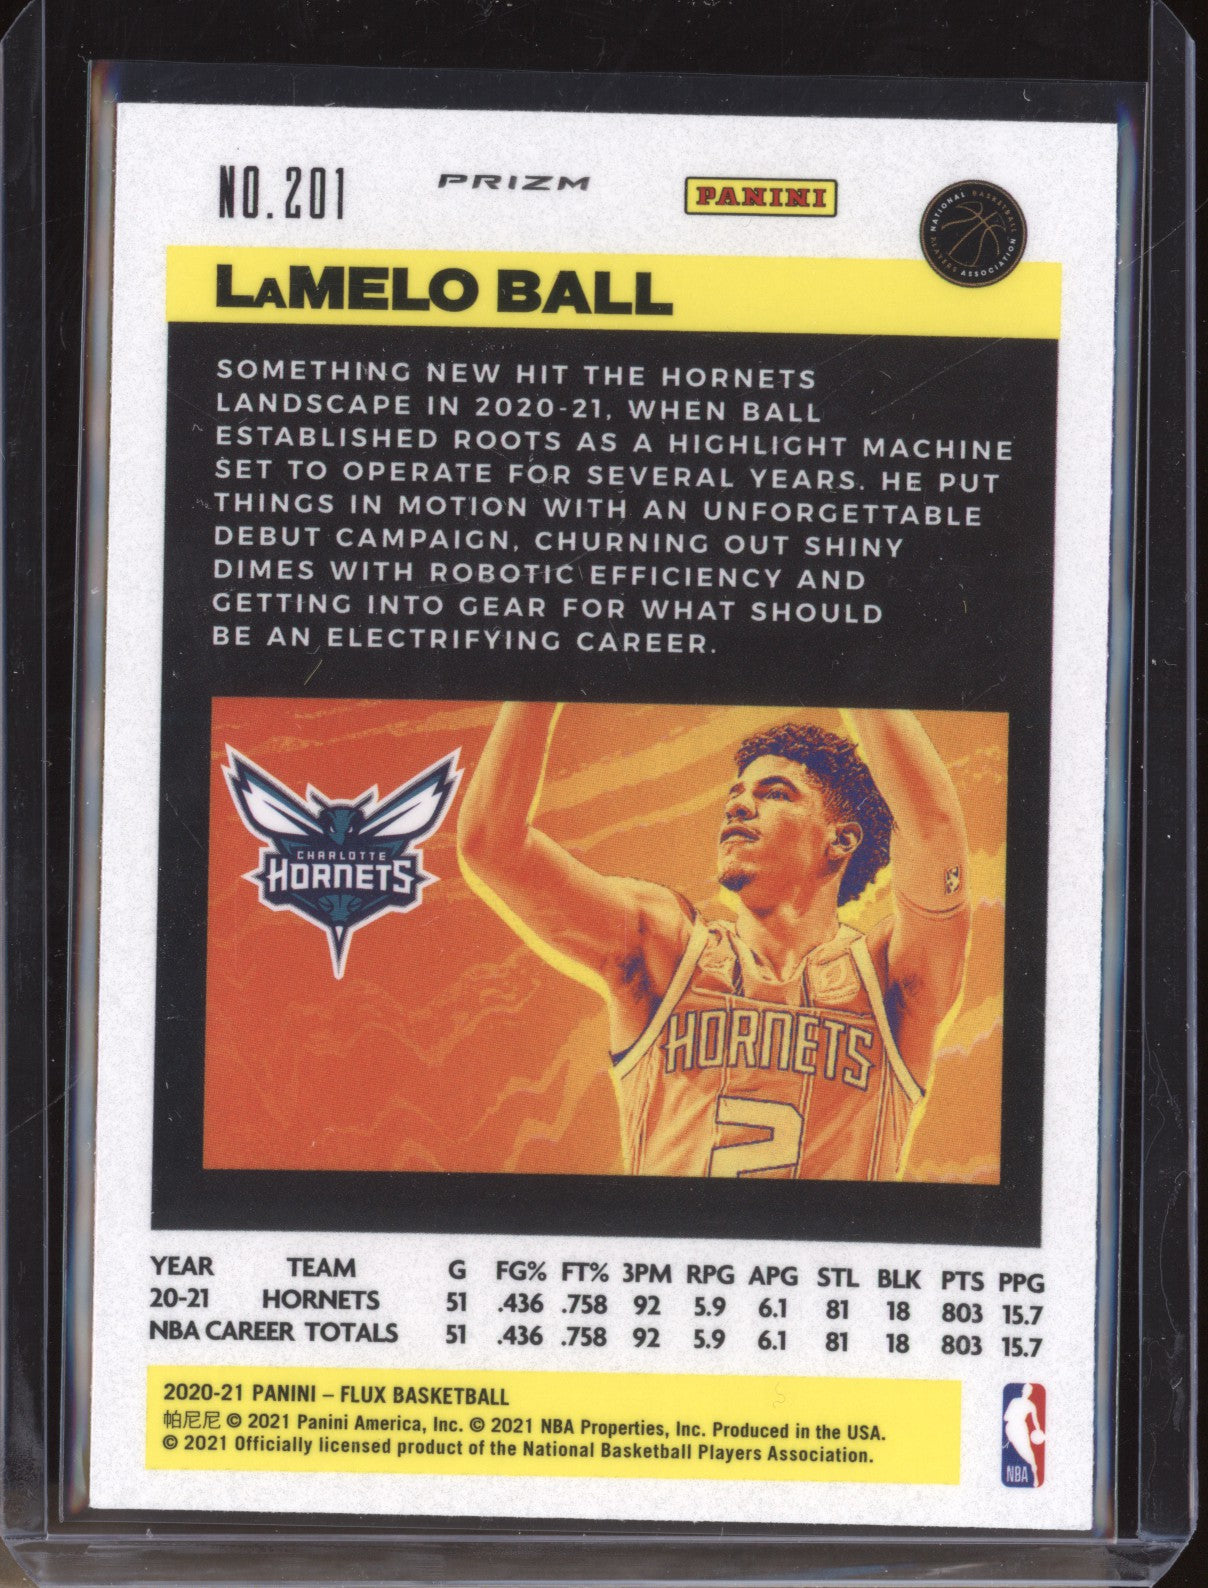 NO. 201 PRIZM PANINI NATIONAL BASKETBALL PLAYERS ASSOCIATION
LAMELO BALL
SOMETHING NEW HIT THE HORNETS
LANDSCAPE IN 2020-21, WHEN BALL
ESTABLISHED ROOTS AS A HIGHLIGHT MACHINE
SET TO OPERATE FOR SEVERAL YEARS. HE PUT
THINGS IN MOTION WITH AN UNFORGETTABLE
DEBUT CAMPAIGN, CHURNING OUT SHINY
DIMES WITH ROBOTIC EFFICIENCY AND
GETTING INTO GEAR FOR WHAT SHOULD
BE AN ELECTRIFYING CAREER.
CHARLOTTE
HORNETS
HORNETS
2
YEAR TEAM G FG% FT% 3PM RPG APG STL BLK PTS PPG
20-21 HORNETS 51 .436 .758 92 5.9 6.1 81 18 803 15.7
NBA CAREER TOTALS 51 .436 .758 92 5.9 6.1 81 18 803 15.7
2020-21 PANINI – FLUX BASKETBALL
帕尼尼 © 2021 Panini America, Inc. © 2021 NBA Properties, Inc. Produced in the USA.
© 2021 Officially licensed product of the National Basketball Players Association.
NBA